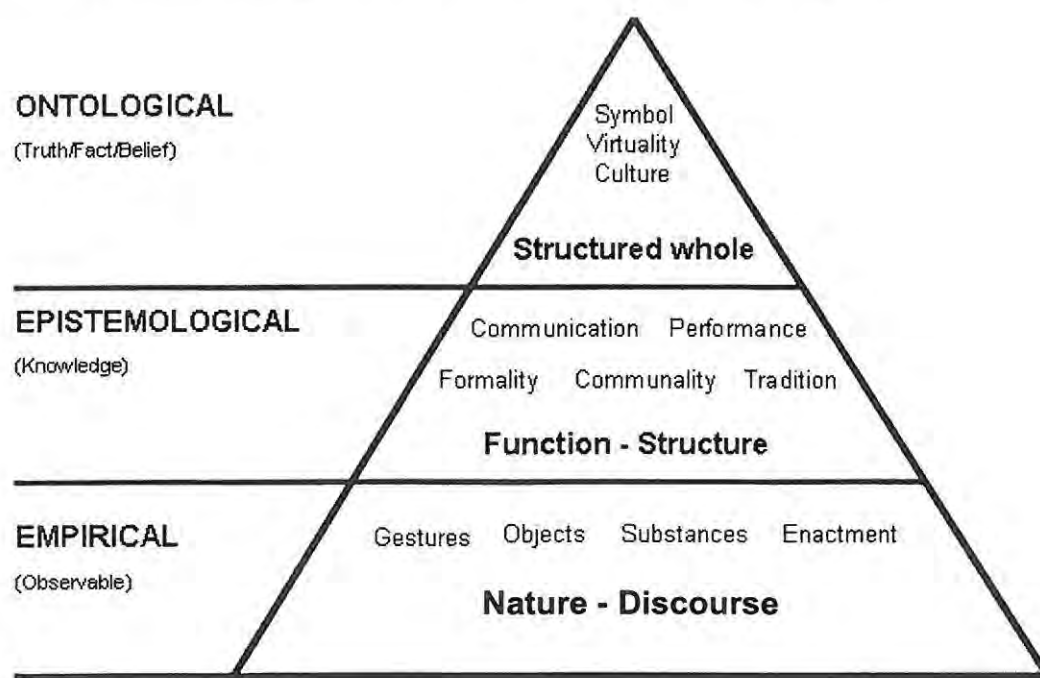 ONTOLOGICAL
(Truth/Fact/Belief)
Symbol
Virtuality
Culture
Structured whole
EPISTEMOLOGICAL
(Knowledge)
Communication Performance
Formality Communality Tradition
Function - Structure
EMPIRICAL
(Observable)
Gestures Objects Substances Enactment
Nature - Discourse